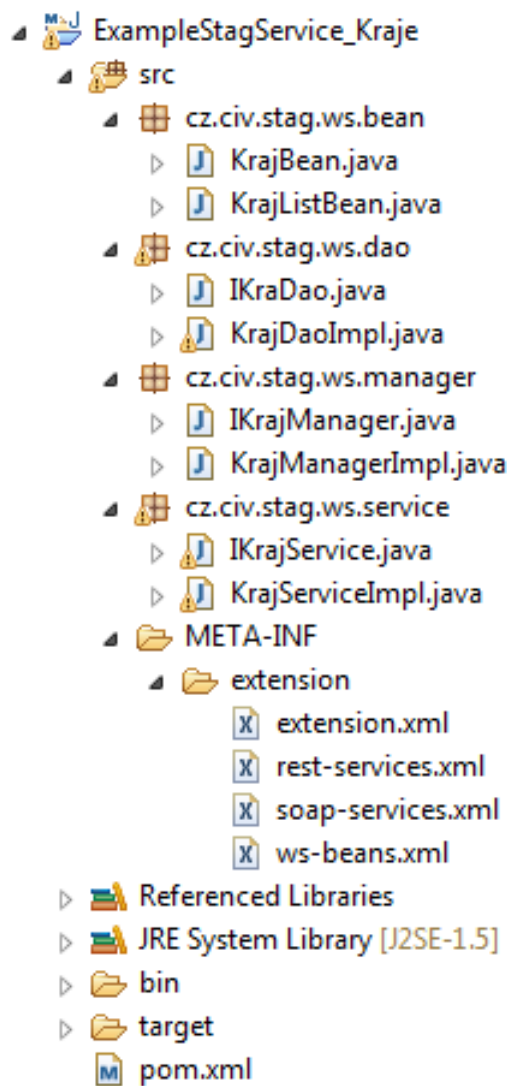 ExampleStagService_Kraje
src
cz.civ.stag.ws.bean
KrajBean.java
KrajListBean.java
cz.civ.stag.ws.dao
IKraDao.java
KrajDaoImpl.java
cz.civ.stag.ws.manager
IKrajManager.java
KrajManagerImpl.java
cz.civ.stag.ws.service
IKrajService.java
KrajServiceImpl.java
META-INF
extension
extension.xml
rest-services.xml
soap-services.xml
ws-beans.xml
Referenced Libraries
JRE System Library [J2SE-1.5]
bin
target
pom.xml